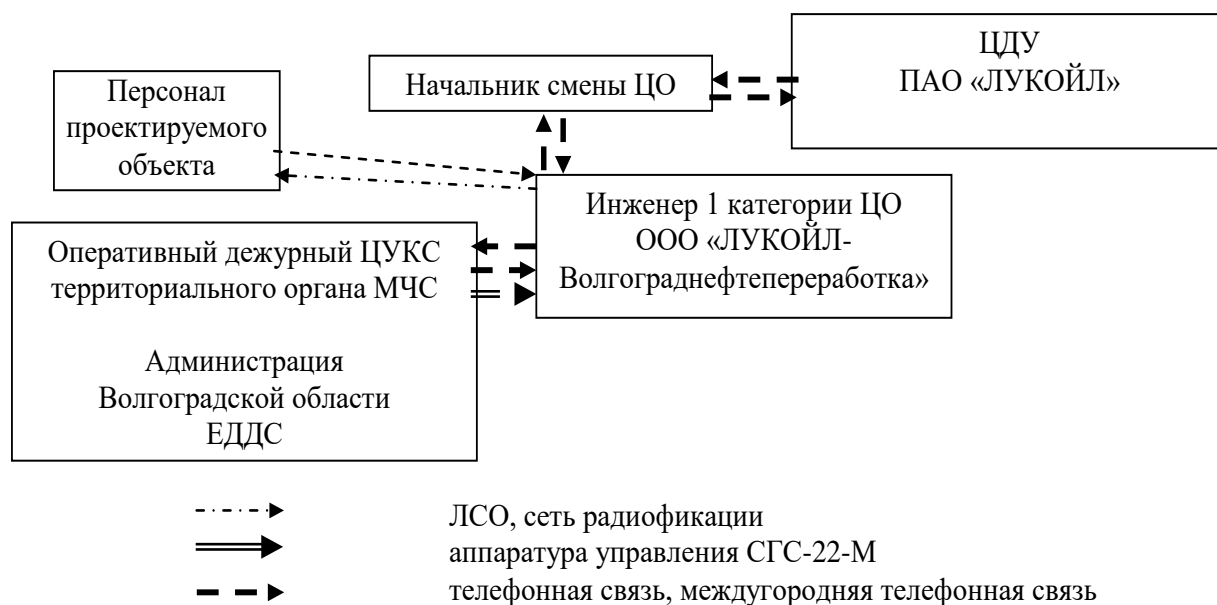 ЦДУ
ПАО «ЛУКОЙЛ»
Начальник смены ЦО
Персонал
проектируемого
объекта
Инженер 1 категории ЦО
ООО «ЛУКОЙЛ-
Волгограднефтепереработка»
Оперативный дежурный ЦУКС
территориального органа МЧС
Администрация
Волгоградской области
ЕДДС
ЛСО, сеть радиофикации
аппаратура управления СГС-22-М
телефонная связь, междугородняя телефонная связь